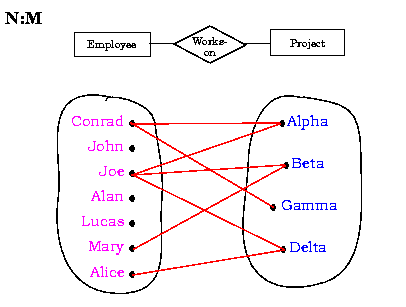 N:M
Employee
Works-
on
Project
Conrad
John
Joe
Alan
Lucas
Mary
Alice
Alpha
Beta
Gamma
Delta